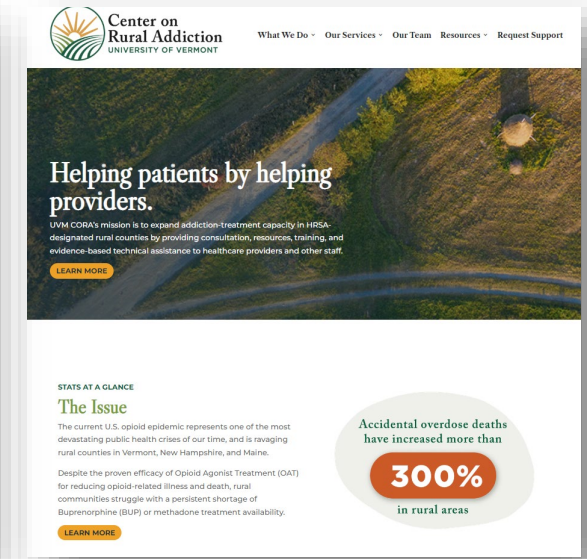 Center on
Rural Addiction
UNIVERSITY OF VERMONT
What We Do Our Services Our Team Resources Request Support
Helping patients by helping
providers.
UVM CORA's mission is to expand addiction-treatment capacity in HRSA-
designated rural counties by providing consultation, resources, training, and
evidence-based technical assistance to healthcare providers and other staff.
LEARN MORE
STATS AT A GLANCE
The Issue
The current U.S. opioid epidemic represents one of the most
devastating public health crises of our time, and is ravaging
rural counties in Vermont, New Hampshire, and Maine.
Despite the proven efficacy of Opioid Agonist Treatment (OAT)
for reducing opioid-related illness and death, rural
communities struggle with a persistent shortage of
Buprenorphine (BUP) or methadone treatment availability.
LEARN MORE
Accidental overdose deaths
have increased more than
300%
in rural areas